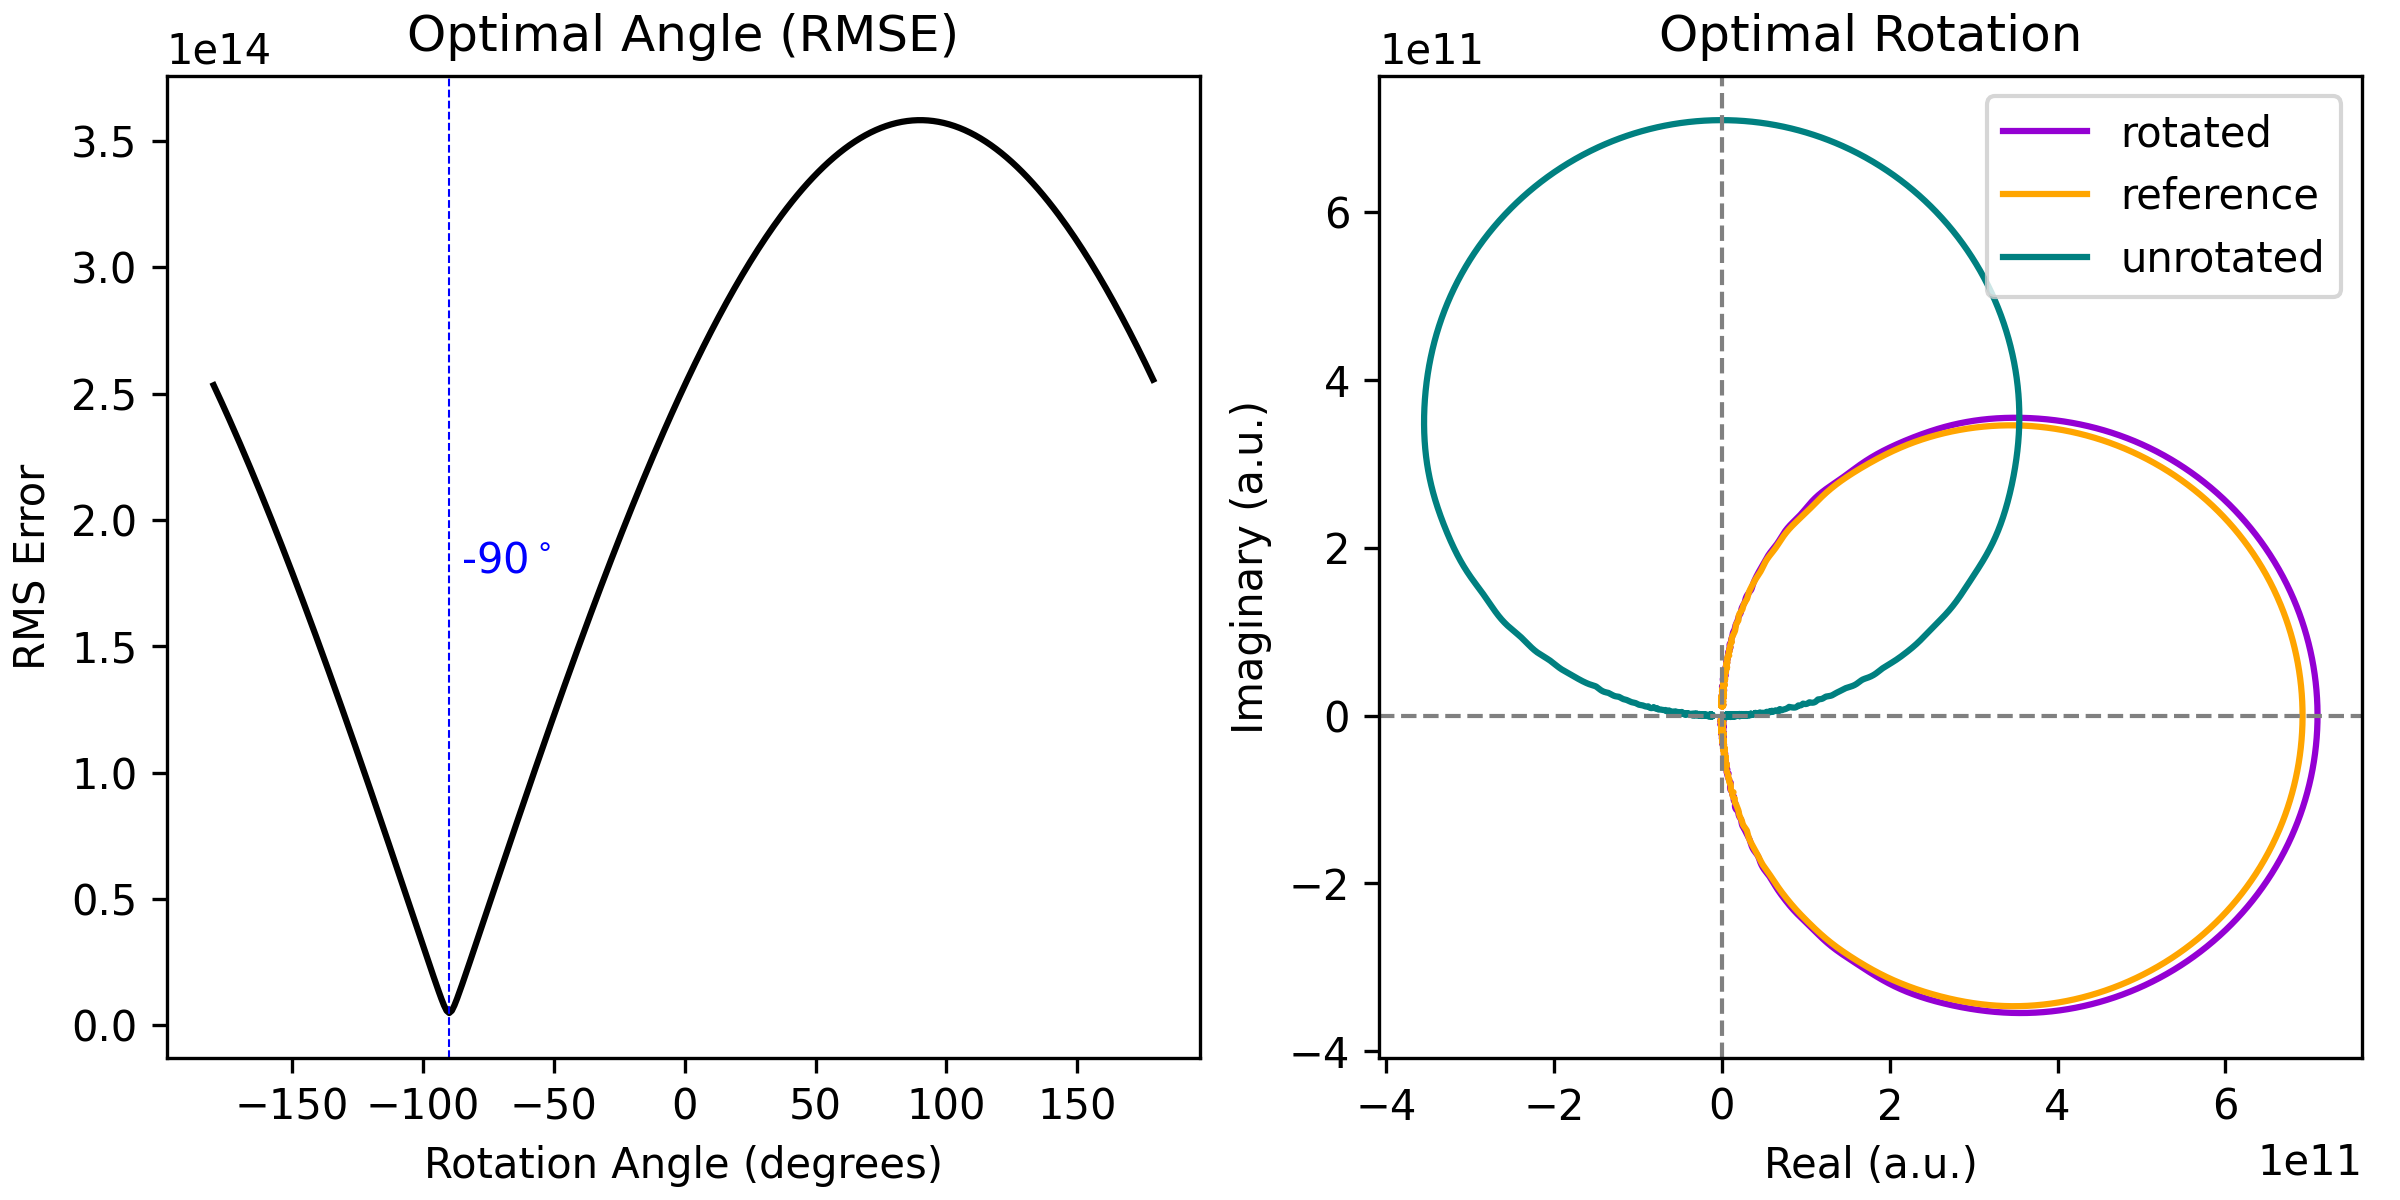 Optimal Angle (RMSE)
1e14
3.5
3.0
2.5
2.0
1.5
1.0
0.5
0.0
RMS Error
-90°
−150 −100 −50 0 50 100 150
Rotation Angle (degrees)
Optimal Rotation
1e11
rotated
reference
unrotated
6
4
2
0
−2
−4
Imaginary (a.u.)
−4 −2 0 2 4 6
Real (a.u.)
1e11